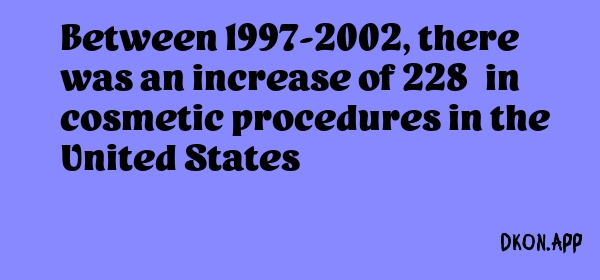 Between 1997-2002, there
was an increase of 228  in
cosmetic procedures in the
United States
DKON.APP